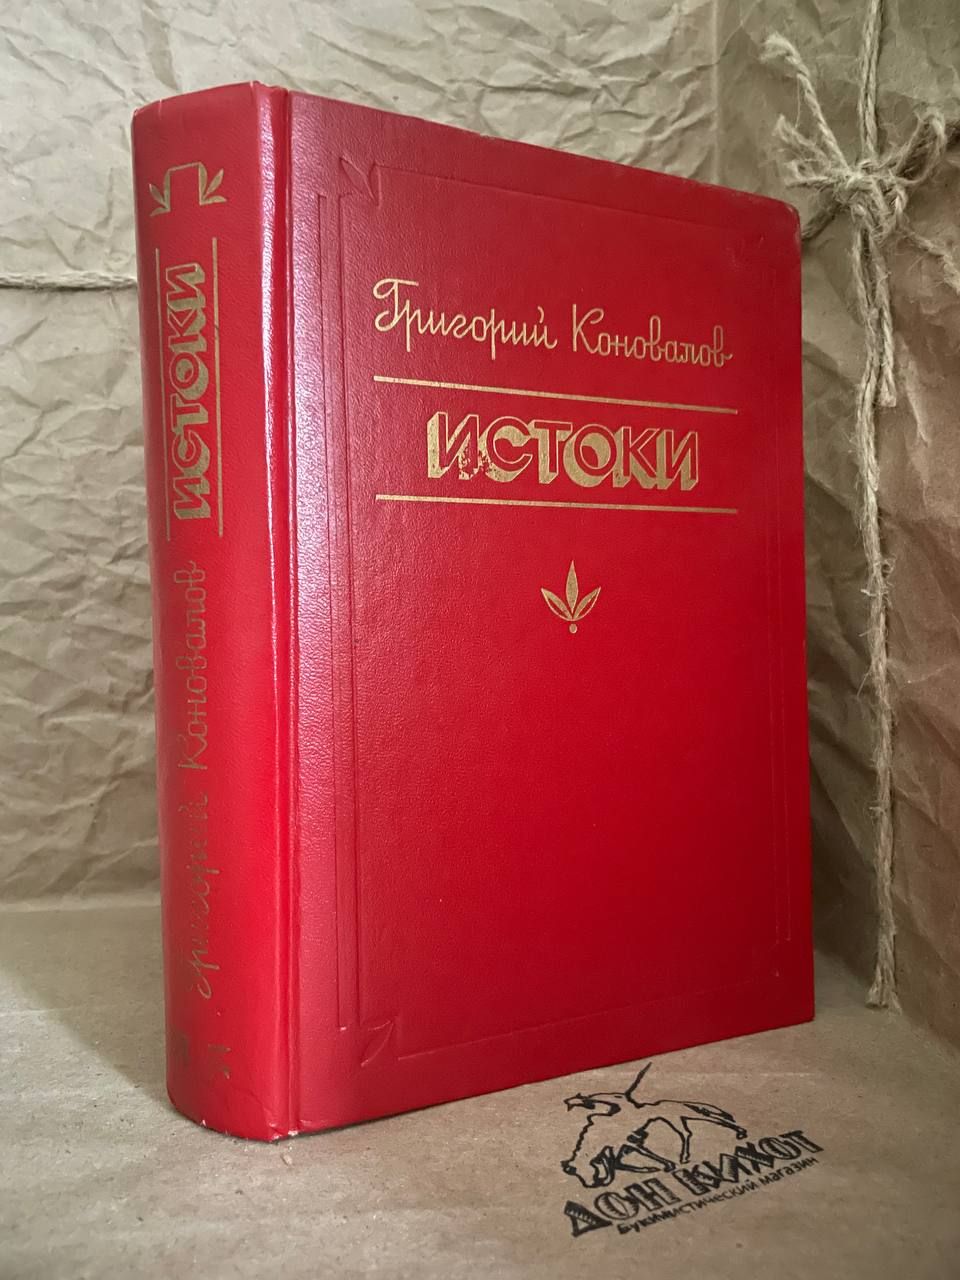 Григорий Коновалов
ИСТОКИ
Григорий Коновалов ИСТОКИ
ДОН КИХОТ
Букинистический магазин